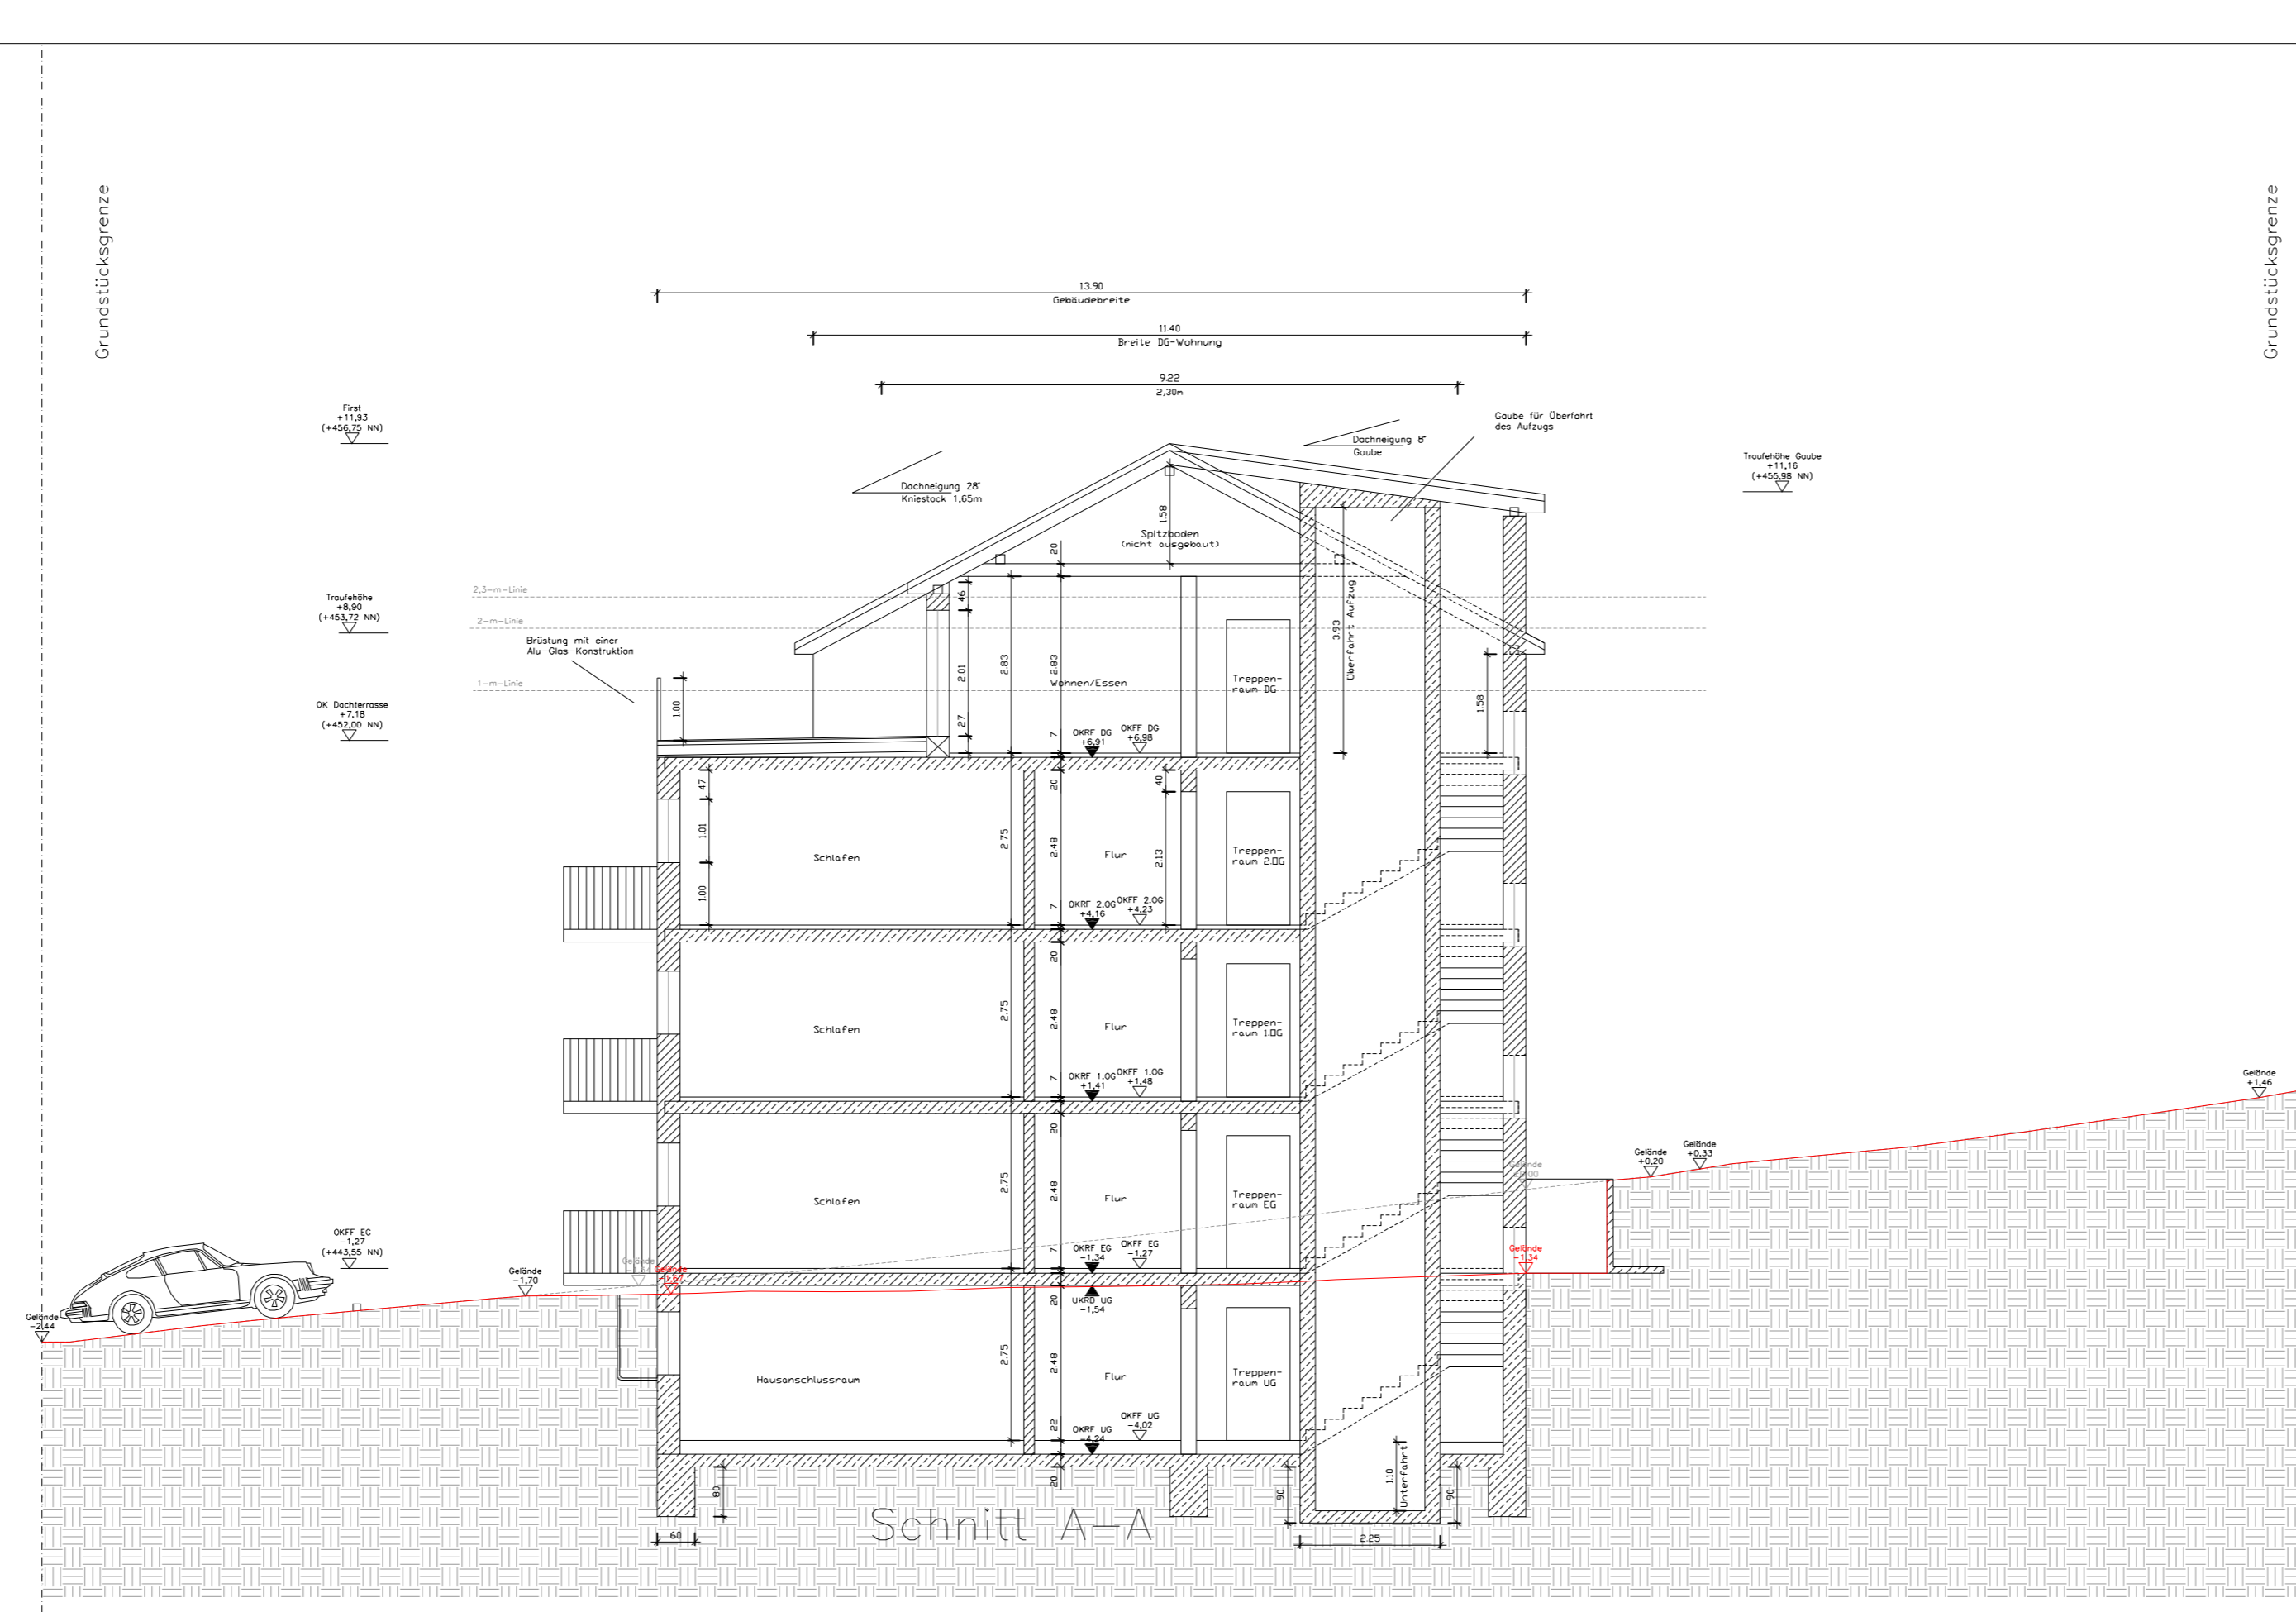 Grundstücksgrenze
Grundstücksgrenze
13.90
Gebäudebreite
11.40
Breite DG-Wohnung
9.22
2,30m
First
+11,93
(+456,75 NN)
Dachneigung 28°
Kniestock 1,65m
Dachneigung 8°
Gaube
Gaube für Überfahrt
des Aufzugs
Traufehöhe Gaube
+11,16
(+455,98 NN)
1.58
Spitzboden
(nicht ausgebaut)
20
2,3-m-Linie
Traufehöhe
+8,90
(+453,72 NN)
2-m-Linie
Brüstung mit einer
Alu-Glas-Konstruktion
1-m-Linie
OK Dachterrasse
+7,18
(+452,00 NN)
1.00
46
2.01
27
2.83
2.83
Wohnen/Essen
Treppen-
raum DG
3.93
Überfahrt Aufzug
1.58
7
OKRF DG
+6,91
OKFF DG
+6,98
47
1.01
1.00
Schlafen
2.75
20
2.48
7
Flur
40
2.13
Treppen-
raum 2.OG
OKRF 2.OG
+4,16
OKFF 2.OG
+4,23
Schlafen
2.75
20
2.48
7
Flur
Treppen-
raum 1.OG
OKRF 1.OG
+1,41
OKFF 1.OG
+1,48
Schlafen
2.75
20
2.48
7
Flur
Treppen-
raum EG
OKRF EG
-1,34
OKFF EG
-1,27
OKFF EG
-1,27
(+443,55 NN)
Gelände
-2,44
Gelände
-1,70
Gelände
Gelände
-1,67
Gelände
-1,34
Gelände
+0,20
Gelände
+0,33
Gelände
+1,46
20
UKRD UG
-1,54
Hausanschlussraum
2.75
2.48
Flur
Treppen-
raum UG
22
OKRF UG
-4,24
OKFF UG
-4,02
20
80
60
90
1.10
Unterfahrt
90
2.25
Schnitt A-A